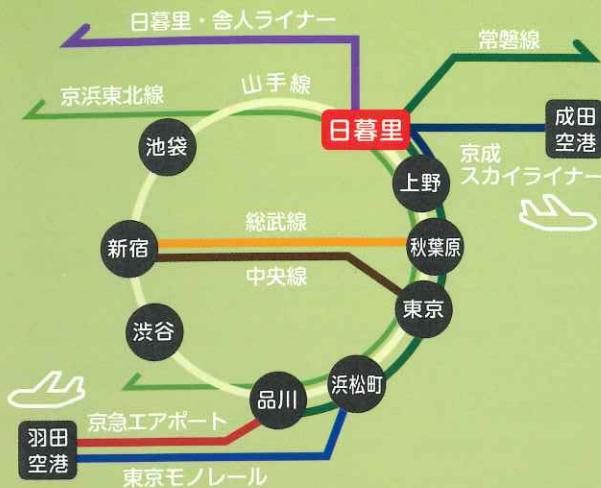 日暮里・舎人ライナー
常磐線
山手線
京浜東北線
日暮里
成田
空港
池袋
京成
スカイライナー
上野
総武線
新宿
秋葉原
中央線
東京
渋谷
浜松町
品川
京急エアポート
羽田
空港
東京モノレール